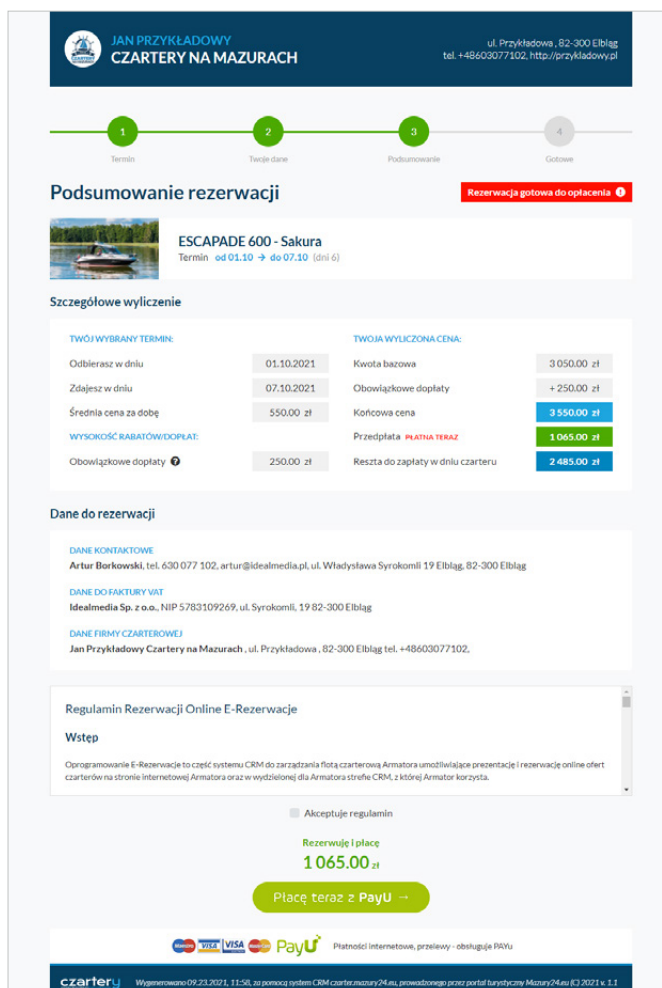 JAN PRZYKŁADOWY
CZARTERY NA MAZURACH
ul. Przykładowa , 82-300 Elbląg
tel. +48603077102, http://przykladowy.pl
1
2
3
4
Termin
Twoje dane
Podsumowanie
Gotowe
Podsumowanie rezerwacji
Rezerwacja gotowa do opłacenia
ESCAPADE 600 - Sakura
Termin od 01.10 → do 07.10 (dni 6)
Szczegółowe wyliczenie
TWÓJ WYBRANY TERMIN:
Odbierasz w dniu 01.10.2021
Zdajesz w dniu 07.10.2021
Średnia cena za dobę 550.00 zł
WYSOKOŚĆ RABATÓW/DOPŁAT:
Obowiązkowe dopłaty 250.00 zł
TWOJA WYLICZONA CENA:
Kwota bazowa 3 050.00 zł
Obowiązkowe dopłaty + 250.00 zł
Końcowa cena 3 550.00 zł
Przedpłata PŁATNA TERAZ 1 065.00 zł
Reszta do zapłaty w dniu czarteru 2 485.00 zł
Dane do rezerwacji
DANE KONTAKTOWE
Artur Borkowski, tel. 630 077 102, artur@idealmedia.pl, ul. Władysława Syrokomli 19 Elbląg, 82-300 Elbląg
DANE DO FAKTURY VAT
Idealmedia Sp. z o.o., NIP 5783109269, ul. Syrokomli, 19 82-300 Elbląg
DANE FIRMY CZARTEROWEJ
Jan Przykładowy Czartery na Mazurach , ul. Przykładowa , 82-300 Elbląg tel. +48603077102,
Regulamin Rezerwacji Online E-Rezerwacje
Wstęp
Oprogramowanie E-Rezerwacje to część systemu CRM do zarządzania flotą czarterową Armatora umożliwiające prezentację i rezerwację online ofert
czarterów na stronie internetowej Armatora oraz w wydzielonej dla Armatora strefie CRM, z której Armator korzysta.
Akceptuje regulamin
Rezerwuję i płacę
1 065.00 zł
Płacę teraz z PayU →
Maestro VISA VISA MasterCard PayU Płatności internetowe, przelewy - obsługuje PAYu
czartery Wygenerowano 09.23.2021, 11:58, za pomocą system CRM czarter.mazury24.eu, prowadzonego przez portal turystyczny Mazury24.eu (C) 2021 v. 1.1